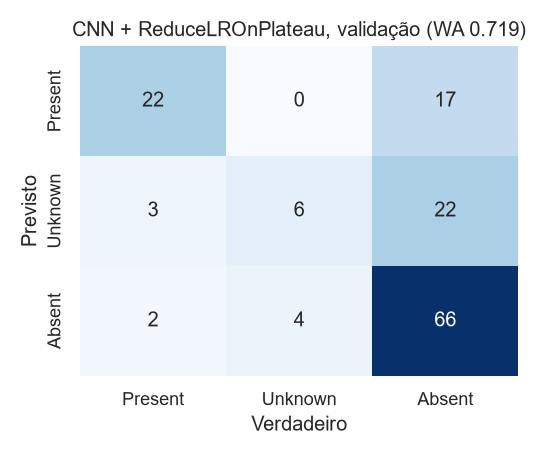 CNN + ReduceLROnPlateau, validação (WA 0.719)
Previsto
Present
22 0 17
Unknown
3 6 22
Absent
2 4 66
Present Unknown Absent
Verdadeiro